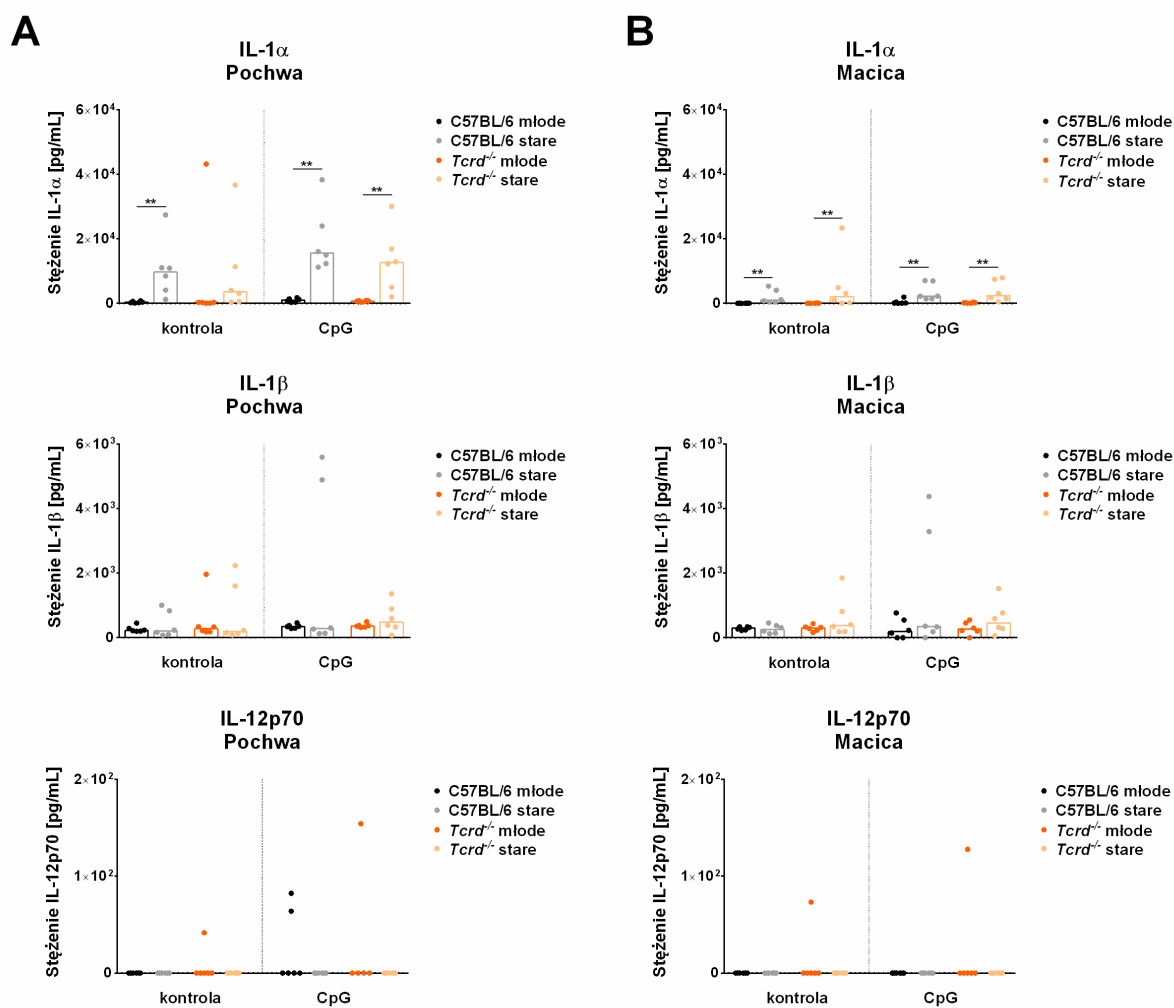 A
B
IL-1α
Pochwa
Stężenie IL-1α [pg/mL]
6×10⁴
4×10⁴
2×10⁴
0
**
**
**
kontrola
CpG
C57BL/6 młode
C57BL/6 stare
Tcrd⁻/⁻ młode
Tcrd⁻/⁻ stare
IL-1α
Macica
Stężenie IL-1α [pg/mL]
6×10⁴
4×10⁴
2×10⁴
0
**
**
**
**
kontrola
CpG
C57BL/6 młode
C57BL/6 stare
Tcrd⁻/⁻ młode
Tcrd⁻/⁻ stare
IL-1β
Pochwa
Stężenie IL-1β [pg/mL]
6×10³
4×10³
2×10³
0
kontrola
CpG
C57BL/6 młode
C57BL/6 stare
Tcrd⁻/⁻ młode
Tcrd⁻/⁻ stare
IL-1β
Macica
Stężenie IL-1β [pg/mL]
6×10³
4×10³
2×10³
0
kontrola
CpG
C57BL/6 młode
C57BL/6 stare
Tcrd⁻/⁻ młode
Tcrd⁻/⁻ stare
IL-12p70
Pochwa
Stężenie IL-12p70 [pg/mL]
2×10²
1×10²
0
kontrola
CpG
C57BL/6 młode
C57BL/6 stare
Tcrd⁻/⁻ młode
Tcrd⁻/⁻ stare
IL-12p70
Macica
Stężenie IL-12p70 [pg/mL]
2×10²
1×10²
0
kontrola
CpG
C57BL/6 młode
C57BL/6 stare
Tcrd⁻/⁻ młode
Tcrd⁻/⁻ stare